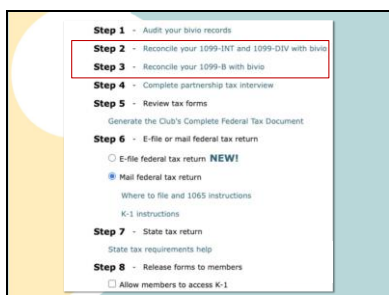 Step 1 - Audit your bivio records
Step 2 - Reconcile your 1099-INT and 1099-DIV with bivio
Step 3 - Reconcile your 1099-B with bivio
Step 4 - Complete partnership tax interview
Step 5 - Review tax forms
Generate the Club's Complete Federal Tax Document
Step 6 - E-file or mail federal tax return
E-file federal tax return NEW!
Mail federal tax return
Where to file and 1065 instructions
K-1 instructions
Step 7 - State tax return
State tax requirements help
Step 8 - Release forms to members
Allow members to access K-1